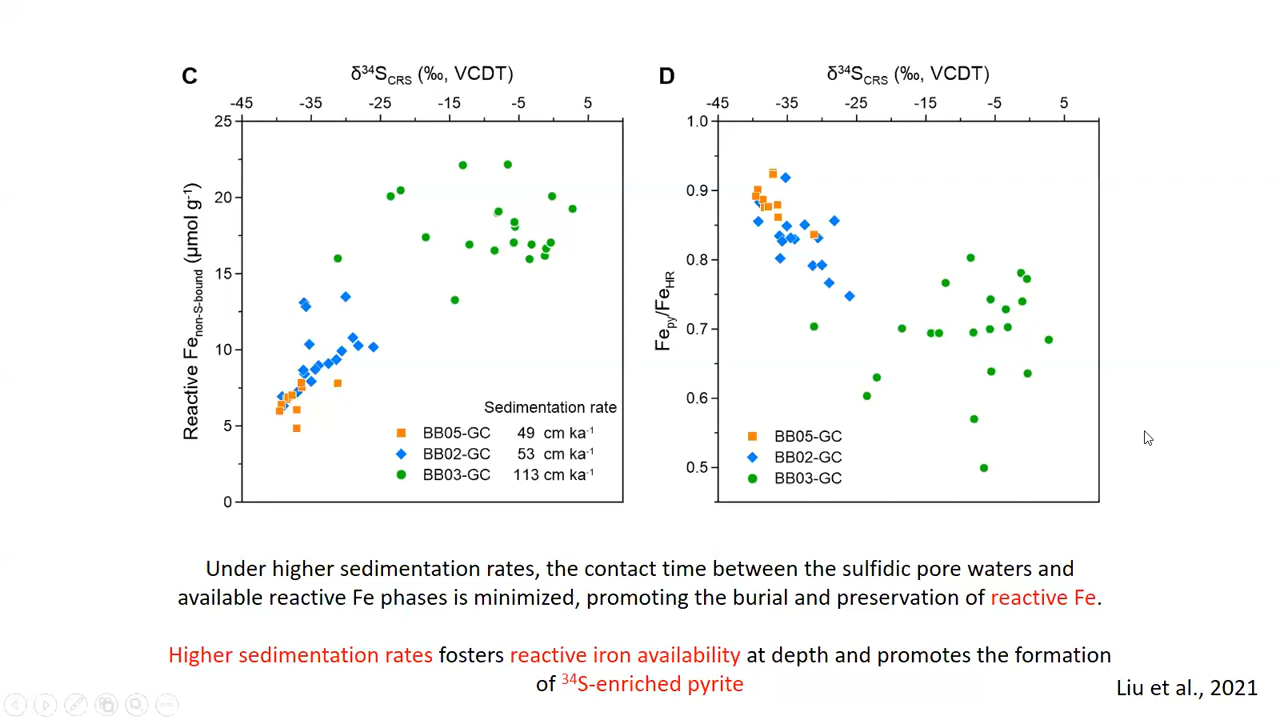 C
δ³⁴S_CRS (‰, VCDT)
-45 -35 -25 -15 -5 5
25
20
15
10
5
0
Reactive Fe_non-S-bound (µmol g⁻¹)
Sedimentation rate
BB05-GC 49 cm ka⁻¹
BB02-GC 53 cm ka⁻¹
BB03-GC 113 cm ka⁻¹
D
δ³⁴S_CRS (‰, VCDT)
-45 -35 -25 -15 -5 5
1.0
0.9
0.8
0.7
0.6
0.5
Fe_py/Fe_HR
BB05-GC
BB02-GC
BB03-GC
Under higher sedimentation rates, the contact time between the sulfidic pore waters and
available reactive Fe phases is minimized, promoting the burial and preservation of reactive Fe.
Higher sedimentation rates fosters reactive iron availability at depth and promotes the formation
of ³⁴S-enriched pyrite
Liu et al., 2021